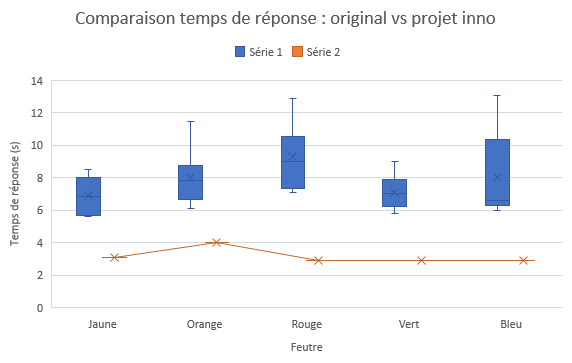 Comparaison temps de réponse : original vs projet inno
Série 1 Série 2
Temps de réponse (s)
14
12
10
8
6
4
2
0
Jaune Orange Rouge Vert Bleu
Feutre